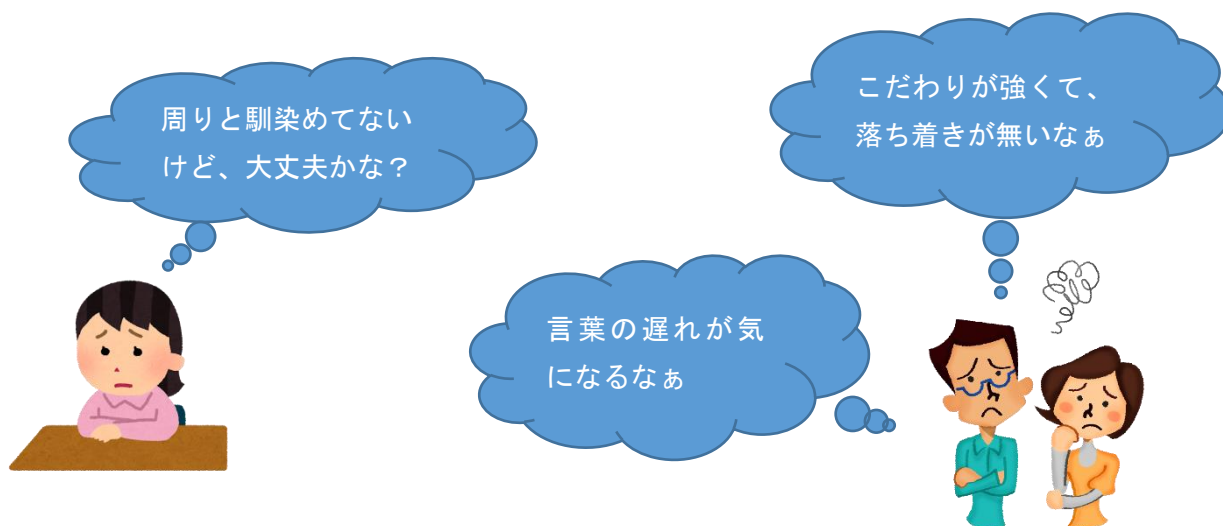 周りと馴染めてない
けど、大丈夫かな？
こだわりが強くて、
落ち着きが無いなぁ
言葉の遅れが気
になるなぁ